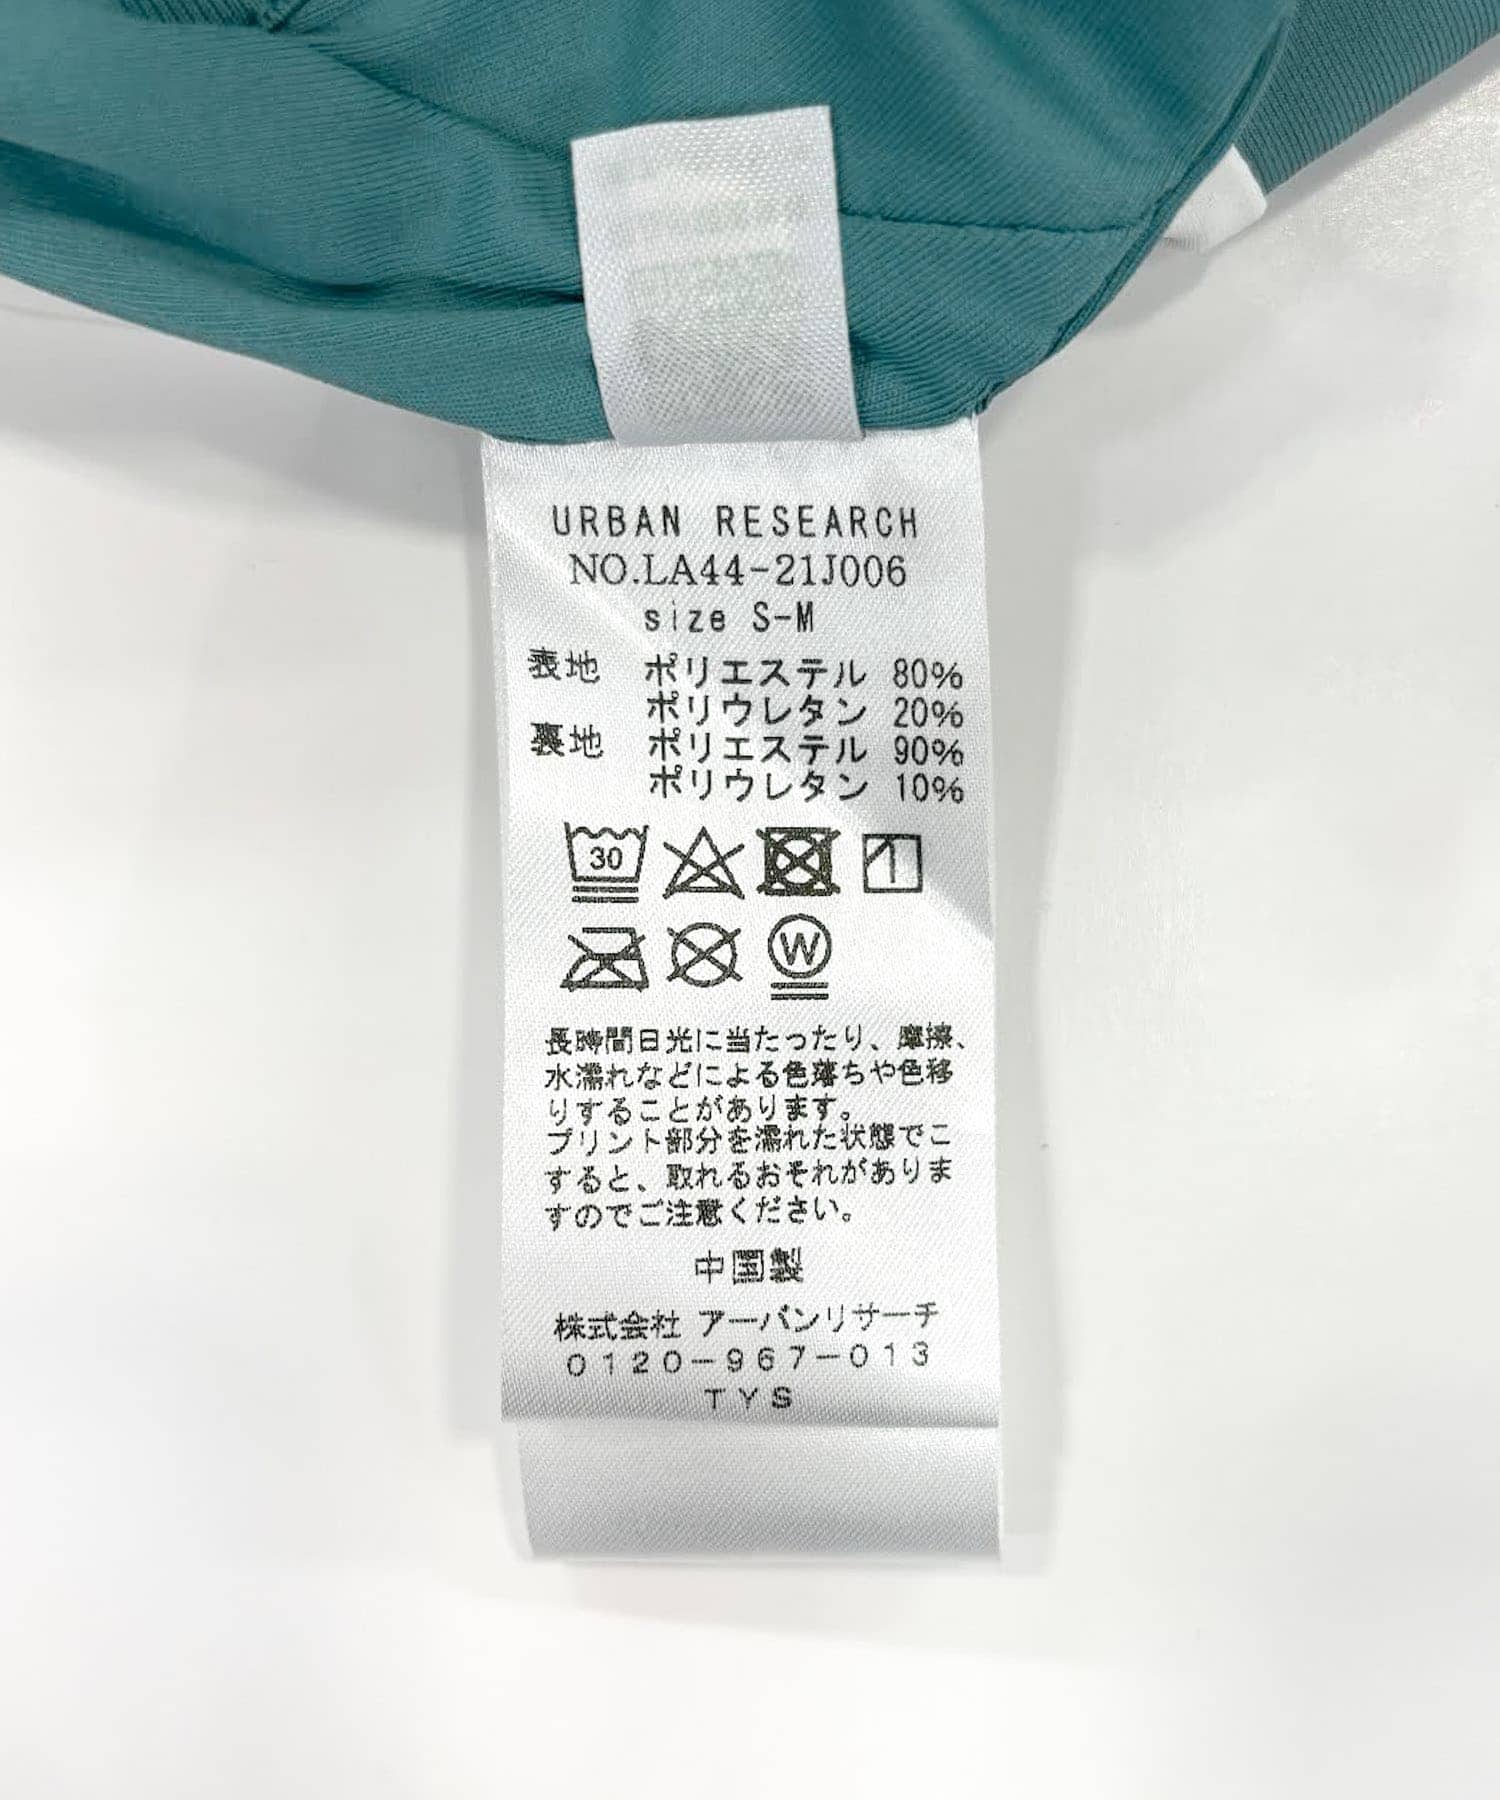 URBAN RESEARCH
NO.LA44-21J006
size S-M
表地 ポリエステル 80%
ポリウレタン 20%
裏地 ポリエステル 90%
ポリウレタン 10%
30
W
長時間日光に当たったり、摩擦、
水濡れなどによる色落ちや色移
りすることがあります。
プリント部分を濡れた状態でこ
すると、取れるおそれがありま
すのでご注意ください。
中国製
株式会社 アーバンリサーチ
0120-967-013
TYS